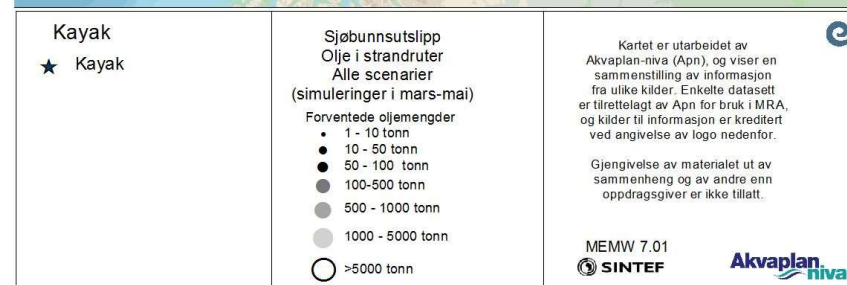 Kayak
Kayak
Sjøbunnsutslipp
Olje i strandruter
Alle scenarier
(simuleringer i mars-mai)
Forventede oljemengder
1 - 10 tonn
10 - 50 tonn
50 - 100 tonn
100-500 tonn
500 - 1000 tonn
1000 - 5000 tonn
>5000 tonn
Kartet er utarbeidet av
Akvaplan-niva (Apn), og viser en
sammenstilling av informasjon
fra ulike kilder. Enkelte datasett
er tilrettelagt av Apn for bruk i MRA,
og kilder til informasjon er kreditert
ved angivelse av logo nedenfor.
Gjengivelse av materialet ut av
sammenheng og av andre enn
oppdragsgiver er ikke tillatt.
MEMW 7.01
SINTEF
Akvaplan
niva